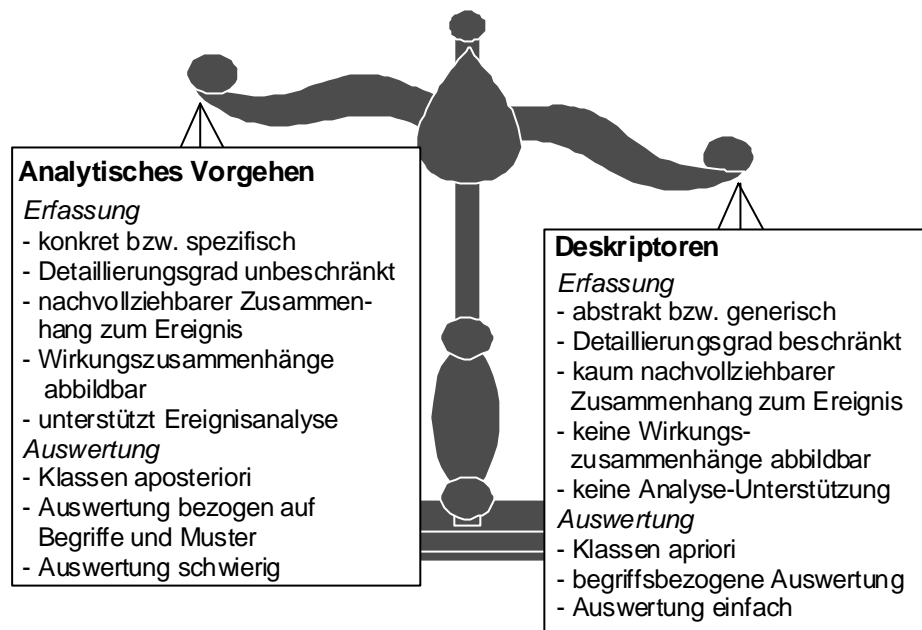 Analytisches Vorgehen
Erfassung
- konkret bzw. spezifisch
- Detaillierungsgrad unbeschränkt
- nachvollziehbarer Zusammen-
hang zum Ereignis
- Wirkungszusammenhänge
abbildbar
- unterstützt Ereignisanalyse
Auswertung
- Klassen aposteriori
- Auswertung bezogen auf
Begriffe und Muster
- Auswertung schwierig
Deskriptoren
Erfassung
- abstrakt bzw. generisch
- Detaillierungsgrad beschränkt
- kaum nachvollziehbarer
Zusammenhang zum Ereignis
- keine Wirkungs-
zusammenhänge abbildbar
- keine Analyse-Unterstützung
Auswertung
- Klassen apriori
- begriffsbezogene Auswertung
- Auswertung einfach